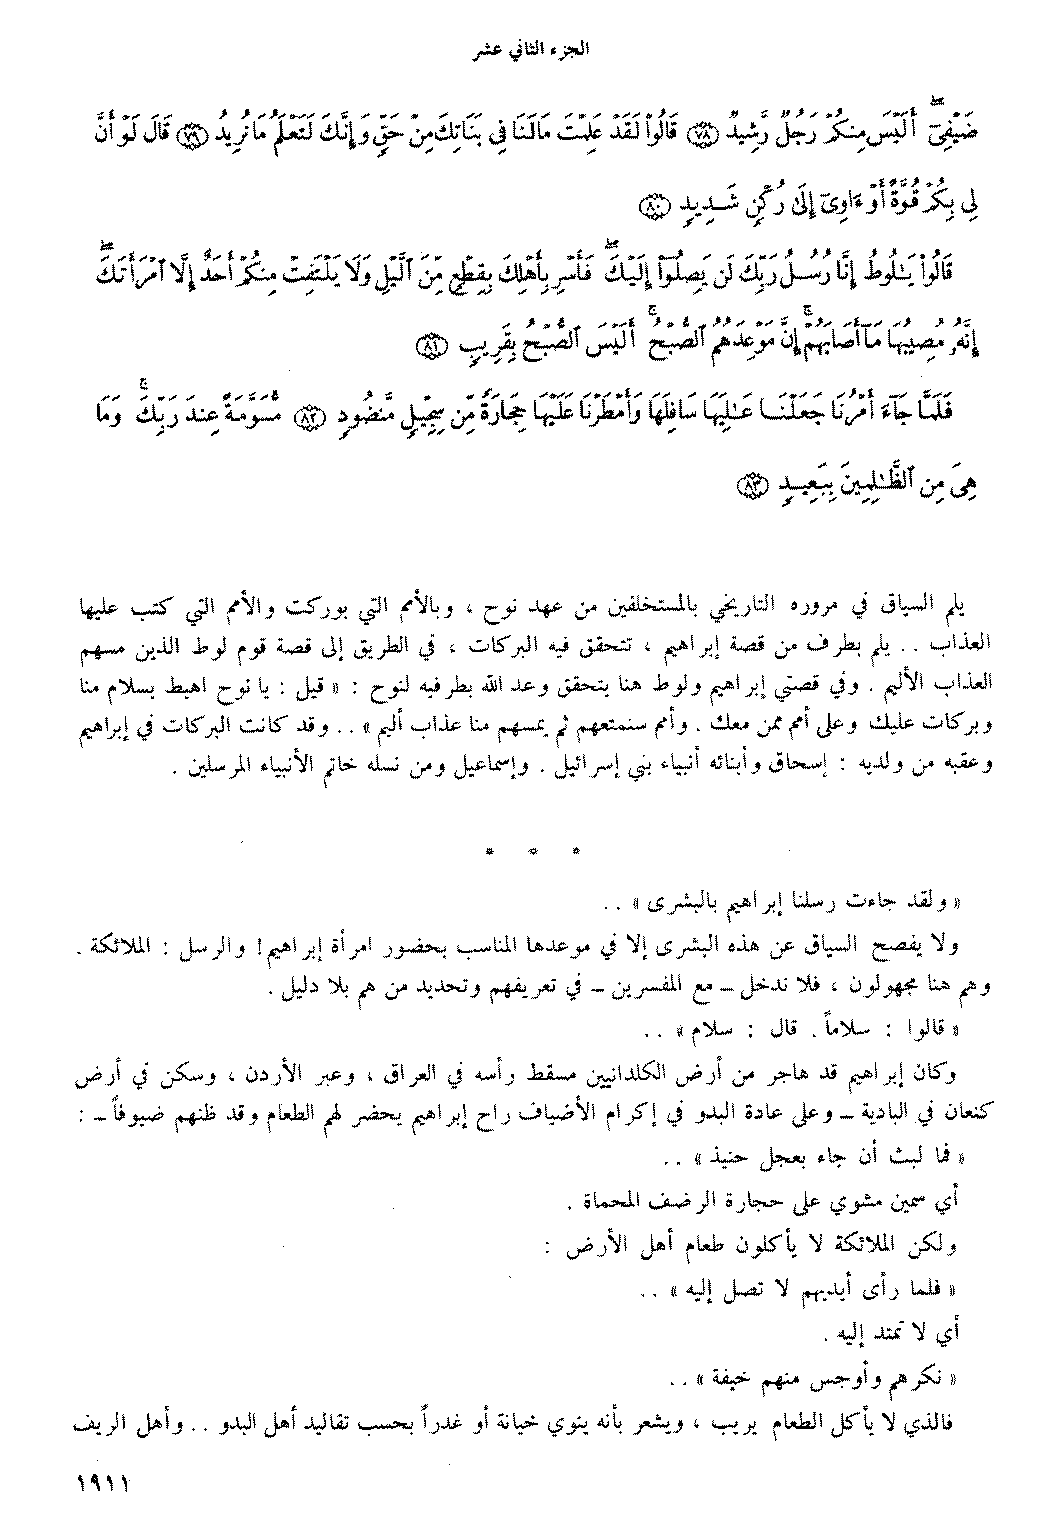 الجزء الثاني عشر
ضَيْفِىٓ ۖ أَلَيْسَ مِنكُمْ رَجُلٌ رَّشِيدٌ ﴿٧٨﴾ قَالُوا۟ لَقَدْ عَلِمْتَ مَا لَنَا فِى بَنَاتِكَ مِنْ حَقٍّ وَإِنَّكَ لَتَعْلَمُ مَا نُرِيدُ ﴿٧٩﴾ قَالَ لَوْ أَنَّ
لِى بِكُمْ قُوَّةً أَوْ ءَاوِىٓ إِلَىٰ رُكْنٍ شَدِيدٍ ﴿٨٠﴾
قَالُوا۟ يَـٰلُوطُ إِنَّا رُسُلُ رَبِّكَ لَن يَصِلُوٓا۟ إِلَيْكَ ۖ فَأَسْرِ بِأَهْلِكَ بِقِطْعٍ مِّنَ ٱلَّيْلِ وَلَا يَلْتَفِتْ مِنكُمْ أَحَدٌ إِلَّا ٱمْرَأَتَكَ ۖ
إِنَّهُۥ مُصِيبُهَا مَآ أَصَابَهُمْ ۚ إِنَّ مَوْعِدَهُمُ ٱلصُّبْحُ ۚ أَلَيْسَ ٱلصُّبْحُ بِقَرِيبٍ ﴿٨١﴾
فَلَمَّا جَآءَ أَمْرُنَا جَعَلْنَا عَـٰلِيَهَا سَافِلَهَا وَأَمْطَرْنَا عَلَيْهَا حِجَارَةً مِّن سِجِّيلٍ مَّنضُودٍ ﴿٨٢﴾ مُّسَوَّمَةً عِندَ رَبِّكَ ۖ وَمَا
هِىَ مِنَ ٱلظَّـٰلِمِينَ بِبَعِيدٍ ﴿٨٣﴾
يلم السياق في مروره التاريخي بالمستخلفين من عهد نوح ، وبالأمم التي بوركت والأمم التي كتب عليها
العذاب .. يلم بطرف من قصة إبراهيم ، تتحقق فيه البركات ، في الطريق إلى قصة قوم لوط الذين مسهم
العذاب الأليم . وفي قصتي إبراهيم ولوط هنا يتحقق وعد الله بطرفيه لنوح : « قيل : يا نوح اهبط بسلام منا
وبركات عليك وعلى أمم ممن معك . وأمم سنمتعهم ثم يمسهم منا عذاب أليم » .. وقد كانت البركات في إبراهيم
وعقبه من ولديه : إسحاق وأبنائه أنبياء بني إسرائيل . وإسماعيل ومن نسله خاتم الأنبياء المرسلين .
* * *
« ولقد جاءت رسلنا إبراهيم بالبشرى » ..
ولا يفصح السياق عن هذه البشرى إلا في موعدها المناسب بحضور امرأة إبراهيم! والرسل : الملائكة .
وهم هنا مجهولون ، فلا ندخل ــ مع المفسرين ــ في تعريفهم وتحديد من هم بلا دليل .
« قالوا : سلاماً . قال : سلام » ..
وكان إبراهيم قد هاجر من أرض الكلدانيين مسقط رأسه في العراق ، وعبر الأردن ، وسكن في أرض
كنعان في البادية ــ وعلى عادة البدو في إكرام الأضياف راح إبراهيم يحضر لهم الطعام وقد ظنهم ضيوفاً ــ :
« فما لبث أن جاء بعجل حنيذ » ..
أي سمين مشوي على حجارة الرضف المحماة .
ولكن الملائكة لا يأكلون طعام أهل الأرض :
« فلما رأى أيديهم لا تصل إليه » ..
أي لا تمتد إليه .
« نكرهم وأوجس منهم خيفة » ..
فالذي لا يأكل الطعام يريب ، ويشعر بأنه ينوي خيانة أو غدراً بحسب تقاليد أهل البدو .. وأهل الريف
١٩١١